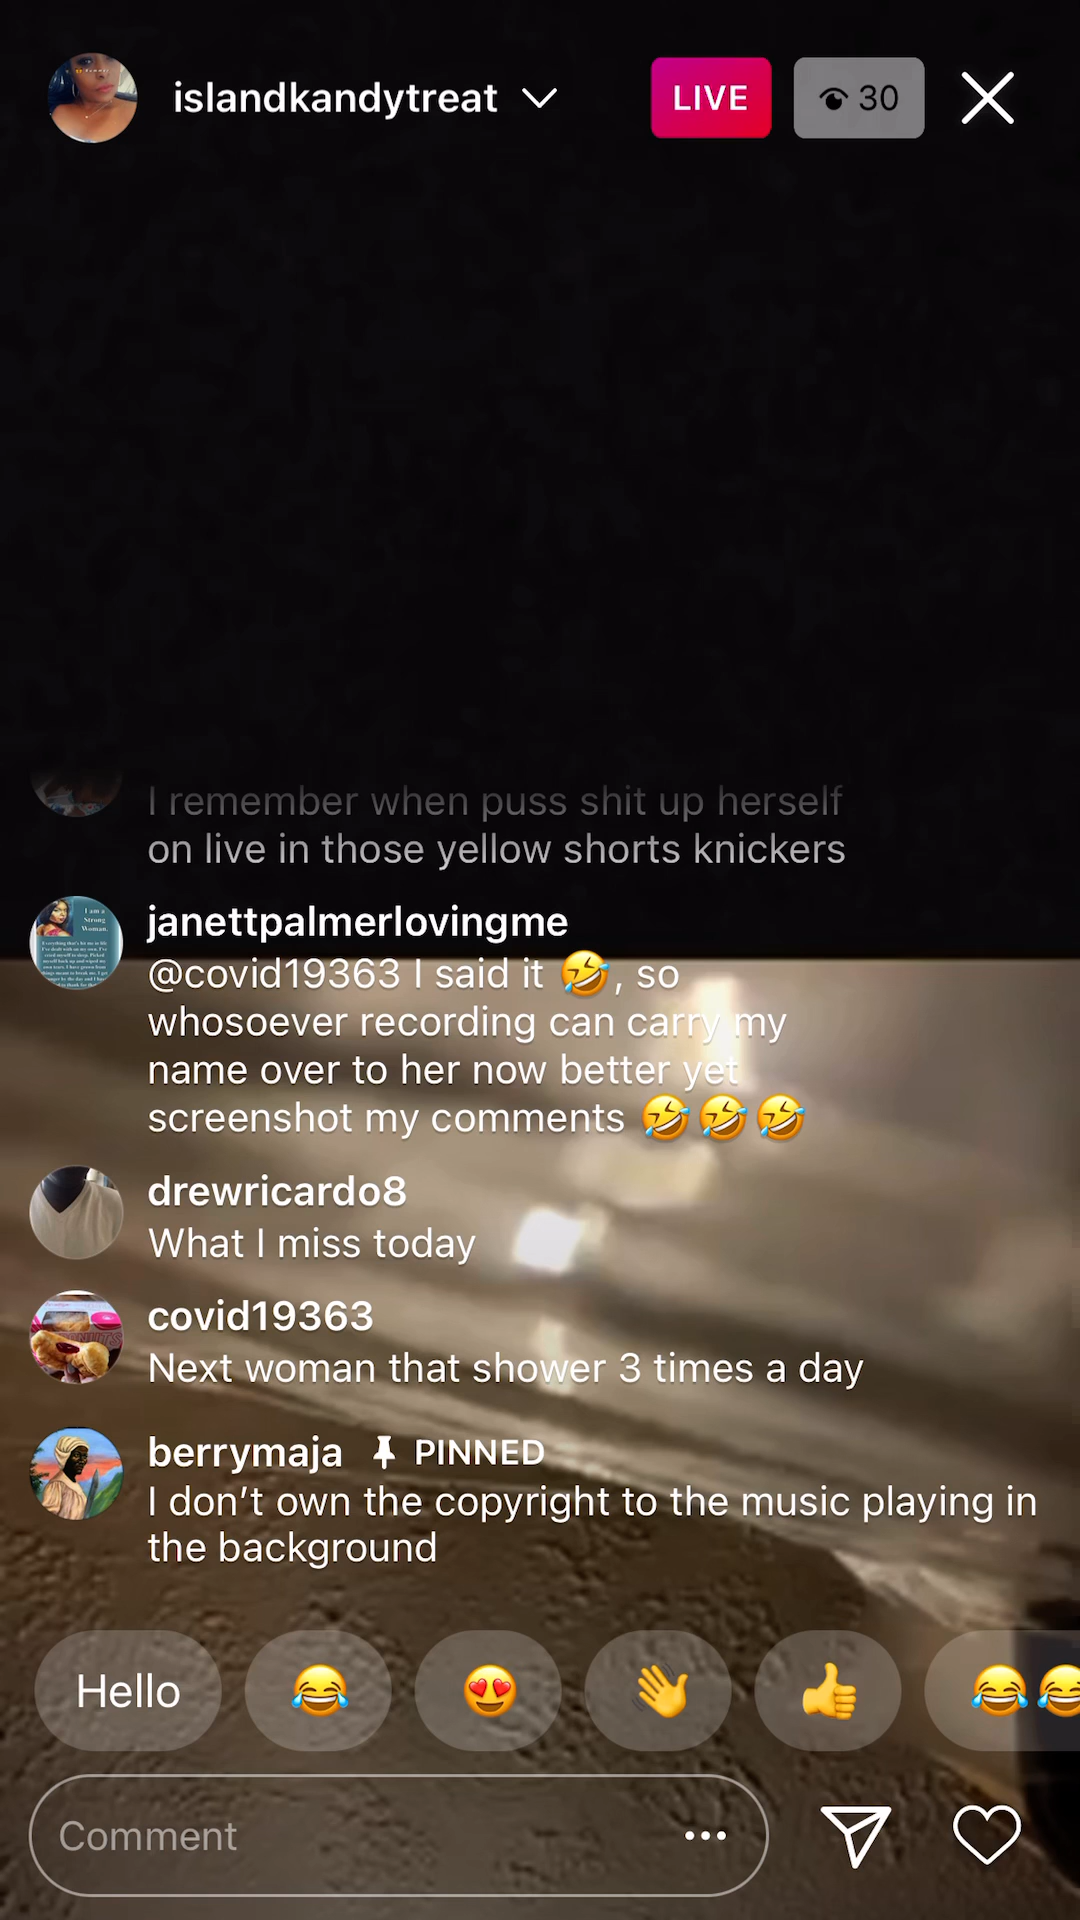 islandkandytreat
LIVE
30
I remember when puss shit up herself
on live in those yellow shorts knickers
I am a
Strong
Woman.
janettpalmerlovingme
@covid19363 I said it 🤣, so
whosoever recording can carry my
name over to her now better yet
screenshot my comments 🤣🤣🤣
drewricardo8
What I miss today
covid19363
Next woman that shower 3 times a day
berrymaja PINNED
I don’t own the copyright to the music playing in
the background
Hello 😂 😍 👋 👍 😂😂
Comment